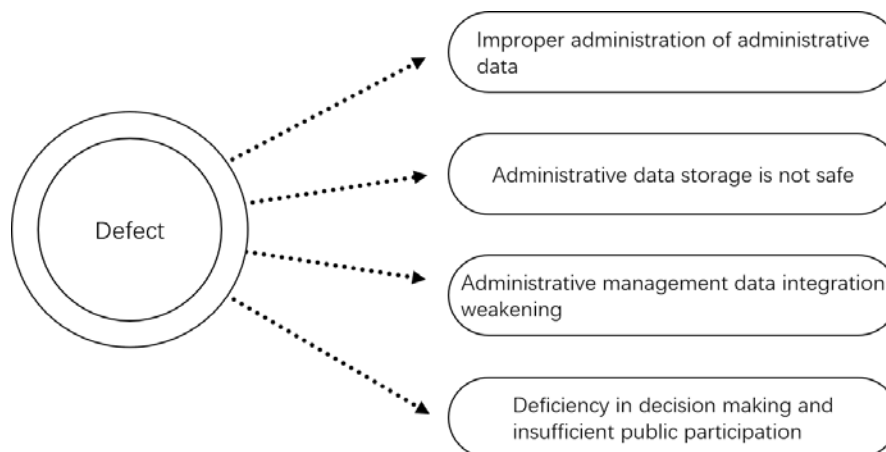 Improper administration of administrative
data
Administrative data storage is not safe
Defect
Administrative management data integration
weakening
Deficiency in decision making and
insufficient public participation